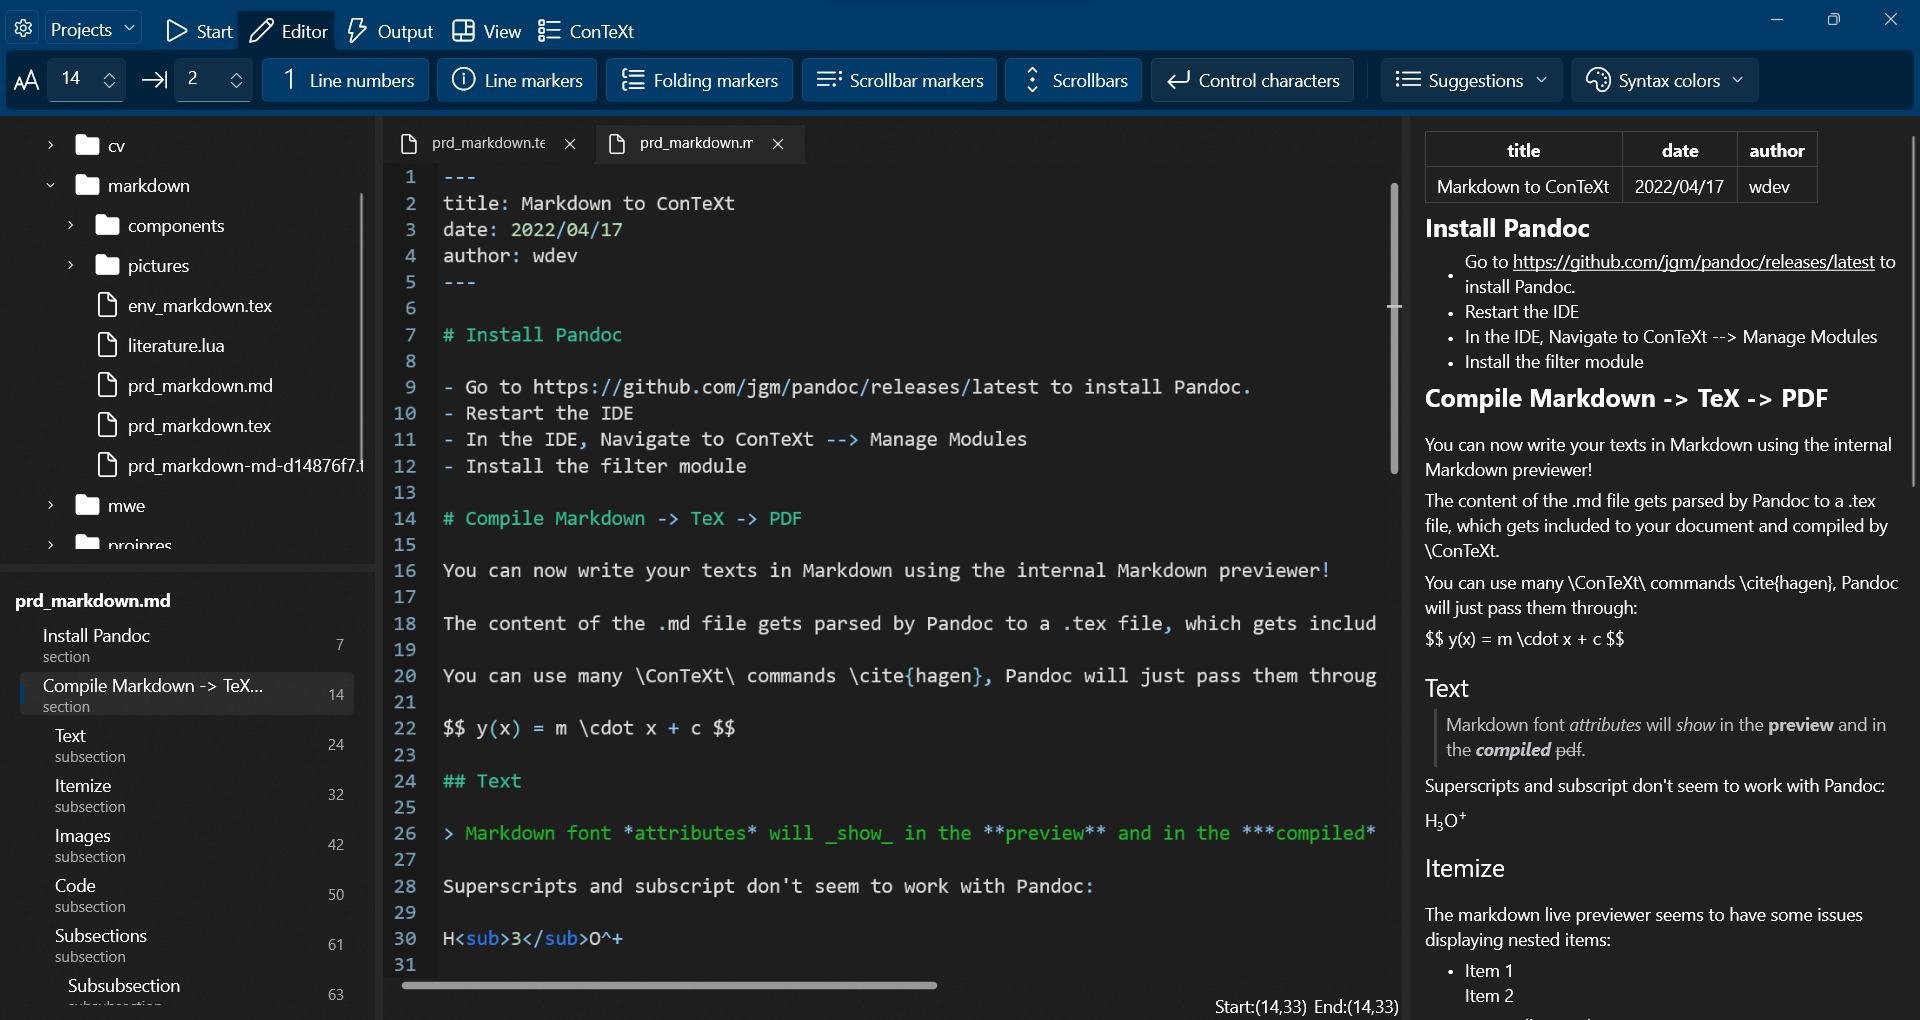 Projects
Start
Editor
Output
View
ConTeXt
14
2
Line numbers
Line markers
Folding markers
Scrollbar markers
Scrollbars
Control characters
Suggestions
Syntax colors
cv
markdown
components
pictures
env_markdown.tex
literature.lua
prd_markdown.md
prd_markdown.tex
prd_markdown-md-d14876f7.t
mwe
projpres
prd_markdown.md
Install Pandoc 7
section
Compile Markdown -> TeX... 14
section
Text 24
subsection
Itemize 32
subsection
Images 42
subsection
Code 50
subsection
Subsections 61
subsection
Subsubsection 63
subsubsection
prd_markdown.te
prd_markdown.m
1 ---
2 title: Markdown to ConTeXt
3 date: 2022/04/17
4 author: wdev
5 ---
6
7 # Install Pandoc
8
9 - Go to https://github.com/jgm/pandoc/releases/latest to install Pandoc.
10 - Restart the IDE
11 - In the IDE, Navigate to ConTeXt --> Manage Modules
12 - Install the filter module
13
14 # Compile Markdown -> TeX -> PDF
15
16 You can now write your texts in Markdown using the internal Markdown previewer!
17
18 The content of the .md file gets parsed by Pandoc to a .tex file, which gets includ
19
20 You can use many \ConTeXt\ commands \cite{hagen}, Pandoc will just pass them throug
21
22 $$ y(x) = m \cdot x + c $$
23
24 ## Text
25
26 > Markdown font *attributes* will _show_ in the **preview** and in the ***compiled*
27
28 Superscripts and subscript don't seem to work with Pandoc:
29
30 H<sub>3</sub>O^+
31
Start:(14,33) End:(14,33)
title date author
Markdown to ConTeXt 2022/04/17 wdev
Install Pandoc
• Go to https://github.com/jgm/pandoc/releases/latest to
install Pandoc.
• Restart the IDE
• In the IDE, Navigate to ConTeXt --> Manage Modules
• Install the filter module
Compile Markdown -> TeX -> PDF
You can now write your texts in Markdown using the internal
Markdown previewer!
The content of the .md file gets parsed by Pandoc to a .tex
file, which gets included to your document and compiled by
\ConTeXt.
You can use many \ConTeXt\ commands \cite{hagen}, Pandoc
will just pass them through:
$$ y(x) = m \cdot x + c $$
Text
Markdown font attributes will show in the preview and in
the compiled pdf.
Superscripts and subscript don't seem to work with Pandoc:
H₃O⁺
Itemize
The markdown live previewer seems to have some issues
displaying nested items:
• Item 1
Item 2